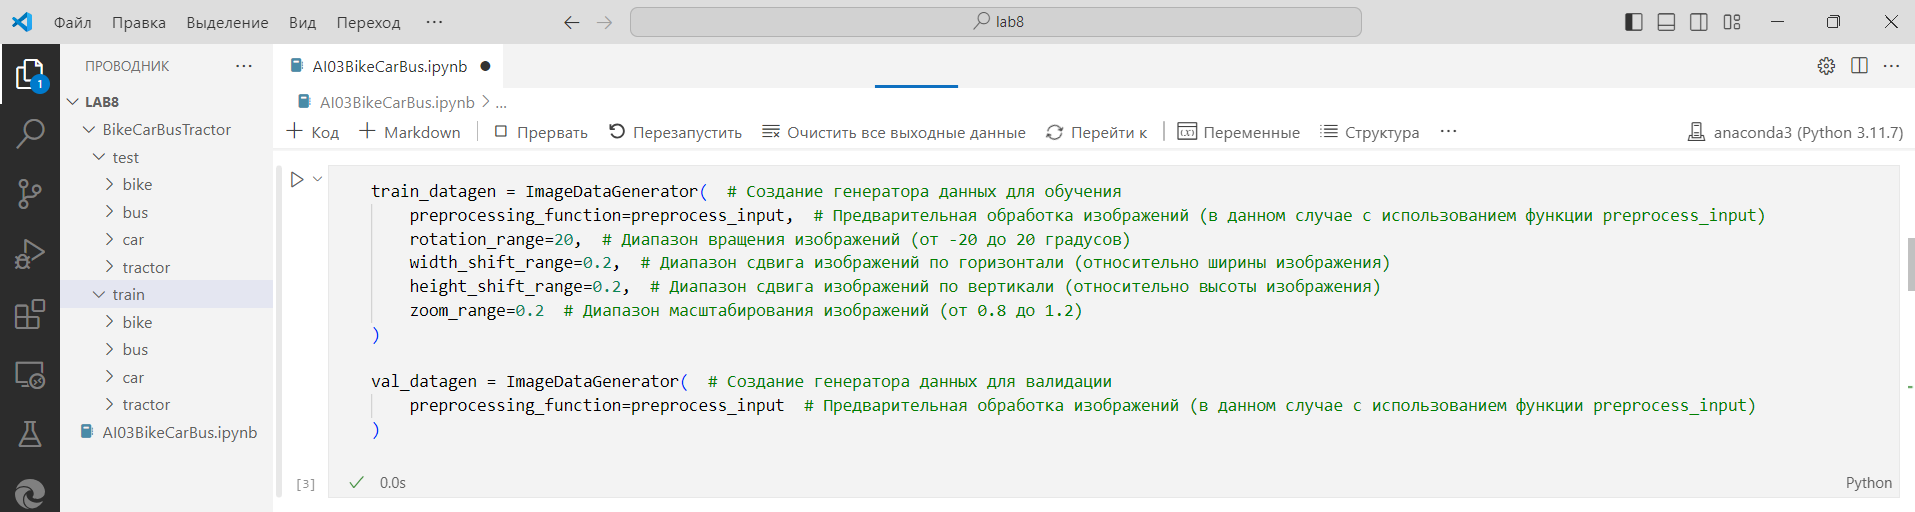 Файл Правка Выделение Вид Переход ··· lab8
1
ПРОВОДНИК ···
LAB8
BikeCarBusTractor
test
bike
bus
car
tractor
train
bike
bus
car
tractor
AI03BikeCarBus.ipynb
AI03BikeCarBus.ipynb
AI03BikeCarBus.ipynb > ...
Код Markdown Прервать Перезапустить Очистить все выходные данные Перейти к Переменные Структура ··· anaconda3 (Python 3.11.7)
train_datagen = ImageDataGenerator(  # Создание генератора данных для обучения
    preprocessing_function=preprocess_input,  # Предварительная обработка изображений (в данном случае с использованием функции preprocess_input)
    rotation_range=20,  # Диапазон вращения изображений (от -20 до 20 градусов)
    width_shift_range=0.2,  # Диапазон сдвига изображений по горизонтали (относительно ширины изображения)
    height_shift_range=0.2,  # Диапазон сдвига изображений по вертикали (относительно высоты изображения)
    zoom_range=0.2  # Диапазон масштабирования изображений (от 0.8 до 1.2)
)
val_datagen = ImageDataGenerator(  # Создание генератора данных для валидации
    preprocessing_function=preprocess_input  # Предварительная обработка изображений (в данном случае с использованием функции preprocess_input)
)
[3] 0.0s Python